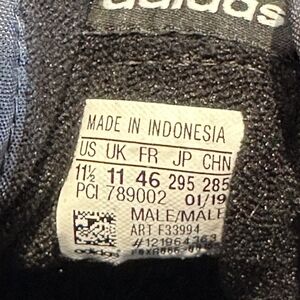 adidas
MADE IN INDONESIA
US UK FR JP CHN
11½ 11 46 295 285
PCI 789002 01/19
MALE/MALE
ART F33994
adidas